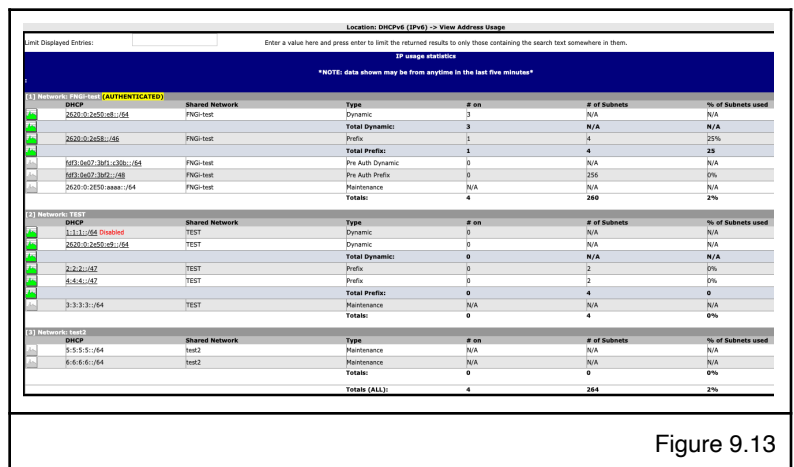 Location: DHCPv6 (IPv6) -> View Address Usage
Limit Displayed Entries: Enter a value here and press enter to limit the returned results to only those containing the search text somewhere in them.
IP usage statistics
*NOTE: data shown may be from anytime in the last five minutes*
:
[1] Network: FNGi-test (AUTHENTICATED)
DHCP Shared Network Type # on # of Subnets % of Subnets used
2620:0:2e50:e8::/64 FNGi-test Dynamic 3 N/A N/A
Total Dynamic: 3 N/A N/A
2620:0:2e58::/46 FNGi-test Prefix 1 4 25%
Total Prefix: 1 4 25
fdf3:0e07:3bf1:c30b::/64 FNGi-test Pre Auth Dynamic 0 N/A N/A
fdf3:0e07:3bf2::/48 FNGi-test Pre Auth Prefix 0 256 0%
2620:0:2E50:aaaa::/64 FNGi-test Maintenance N/A N/A N/A
Totals: 4 260 2%
[2] Network: TEST
DHCP Shared Network Type # on # of Subnets % of Subnets used
1:1:1::/64 Disabled TEST Dynamic 0 N/A N/A
2620:0:2e50:e9::/64 TEST Dynamic 0 N/A N/A
Total Dynamic: 0 N/A N/A
2:2:2::/47 TEST Prefix 0 2 0%
4:4:4::/47 TEST Prefix 0 2 0%
Total Prefix: 0 4 0
3:3:3:3::/64 TEST Maintenance N/A N/A N/A
Totals: 0 4 0%
[3] Network: test2
DHCP Shared Network Type # on # of Subnets % of Subnets used
5:5:5:5::/64 test2 Maintenance N/A N/A N/A
6:6:6:6::/64 test2 Maintenance N/A N/A N/A
Totals: 0 0 0%
Totals (ALL): 4 264 2%
Figure 9.13